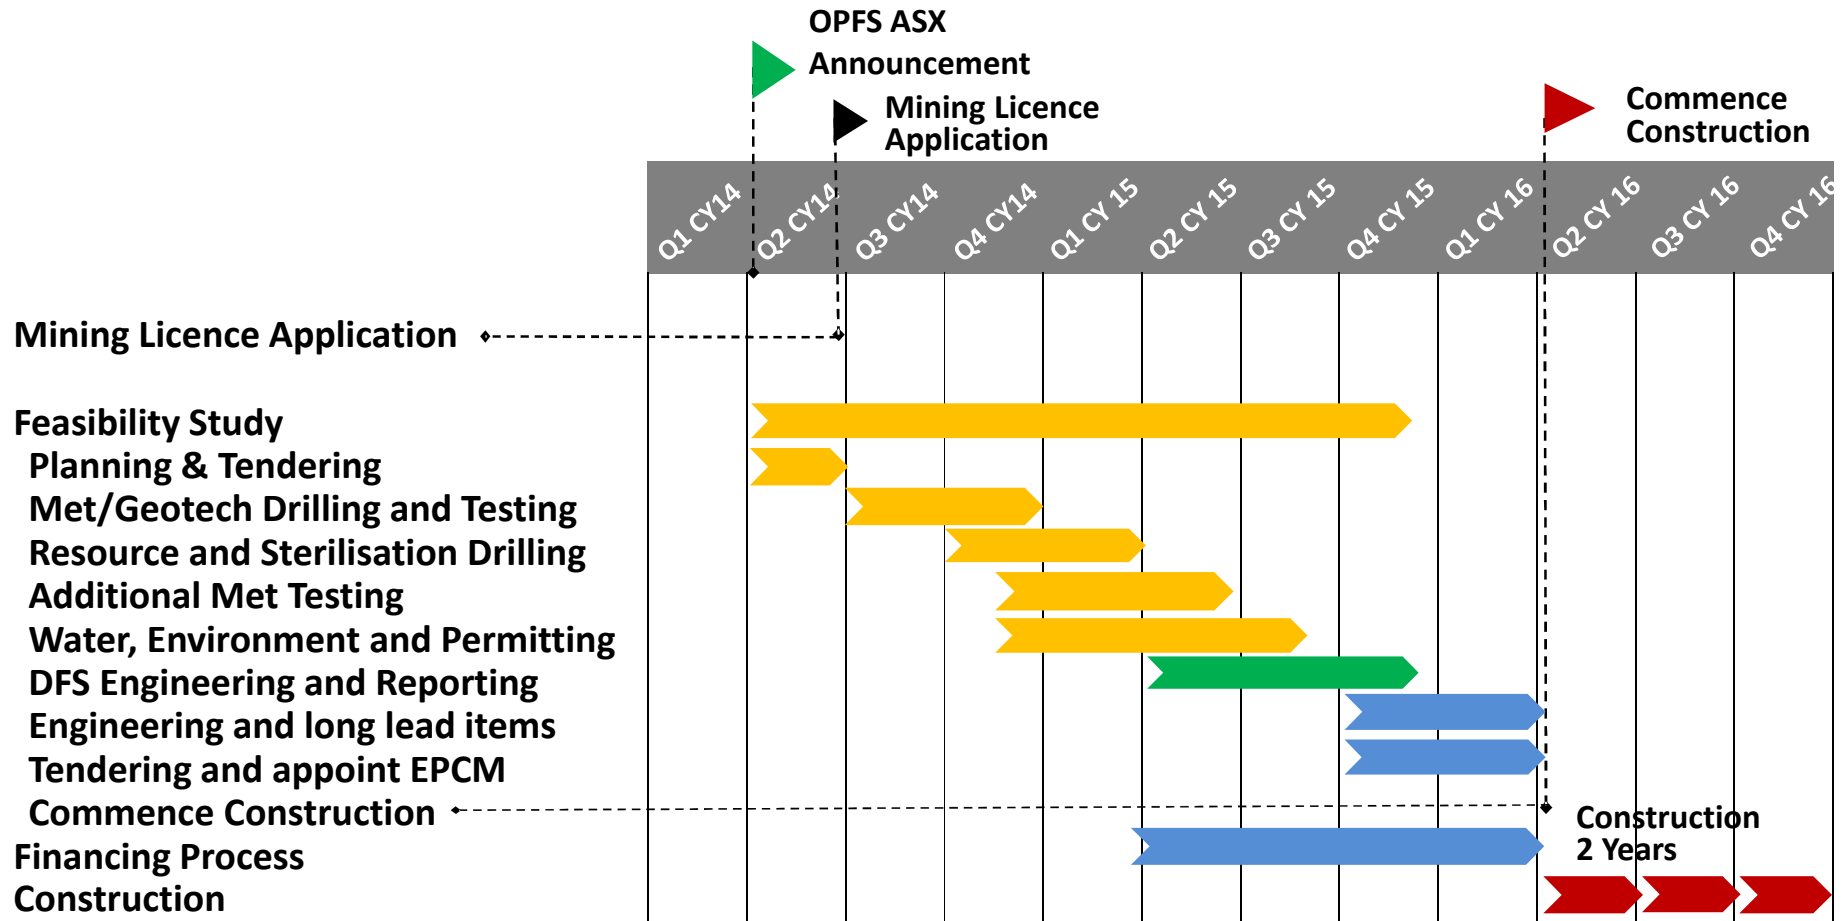 OPFS ASX
Announcement
Mining Licence
Application
Commence
Construction
Q1 CY14
Q2 CY14
Q3 CY14
Q4 CY14
Q1 CY 15
Q2 CY 15
Q3 CY 15
Q4 CY 15
Q1 CY 16
Q2 CY 16
Q3 CY 16
Q4 CY 16
Mining Licence Application
Feasibility Study
Planning & Tendering
Met/Geotech Drilling and Testing
Resource and Sterilisation Drilling
Additional Met Testing
Water, Environment and Permitting
DFS Engineering and Reporting
Engineering and long lead items
Tendering and appoint EPCM
Commence Construction
Construction
2 Years
Financing Process
Construction